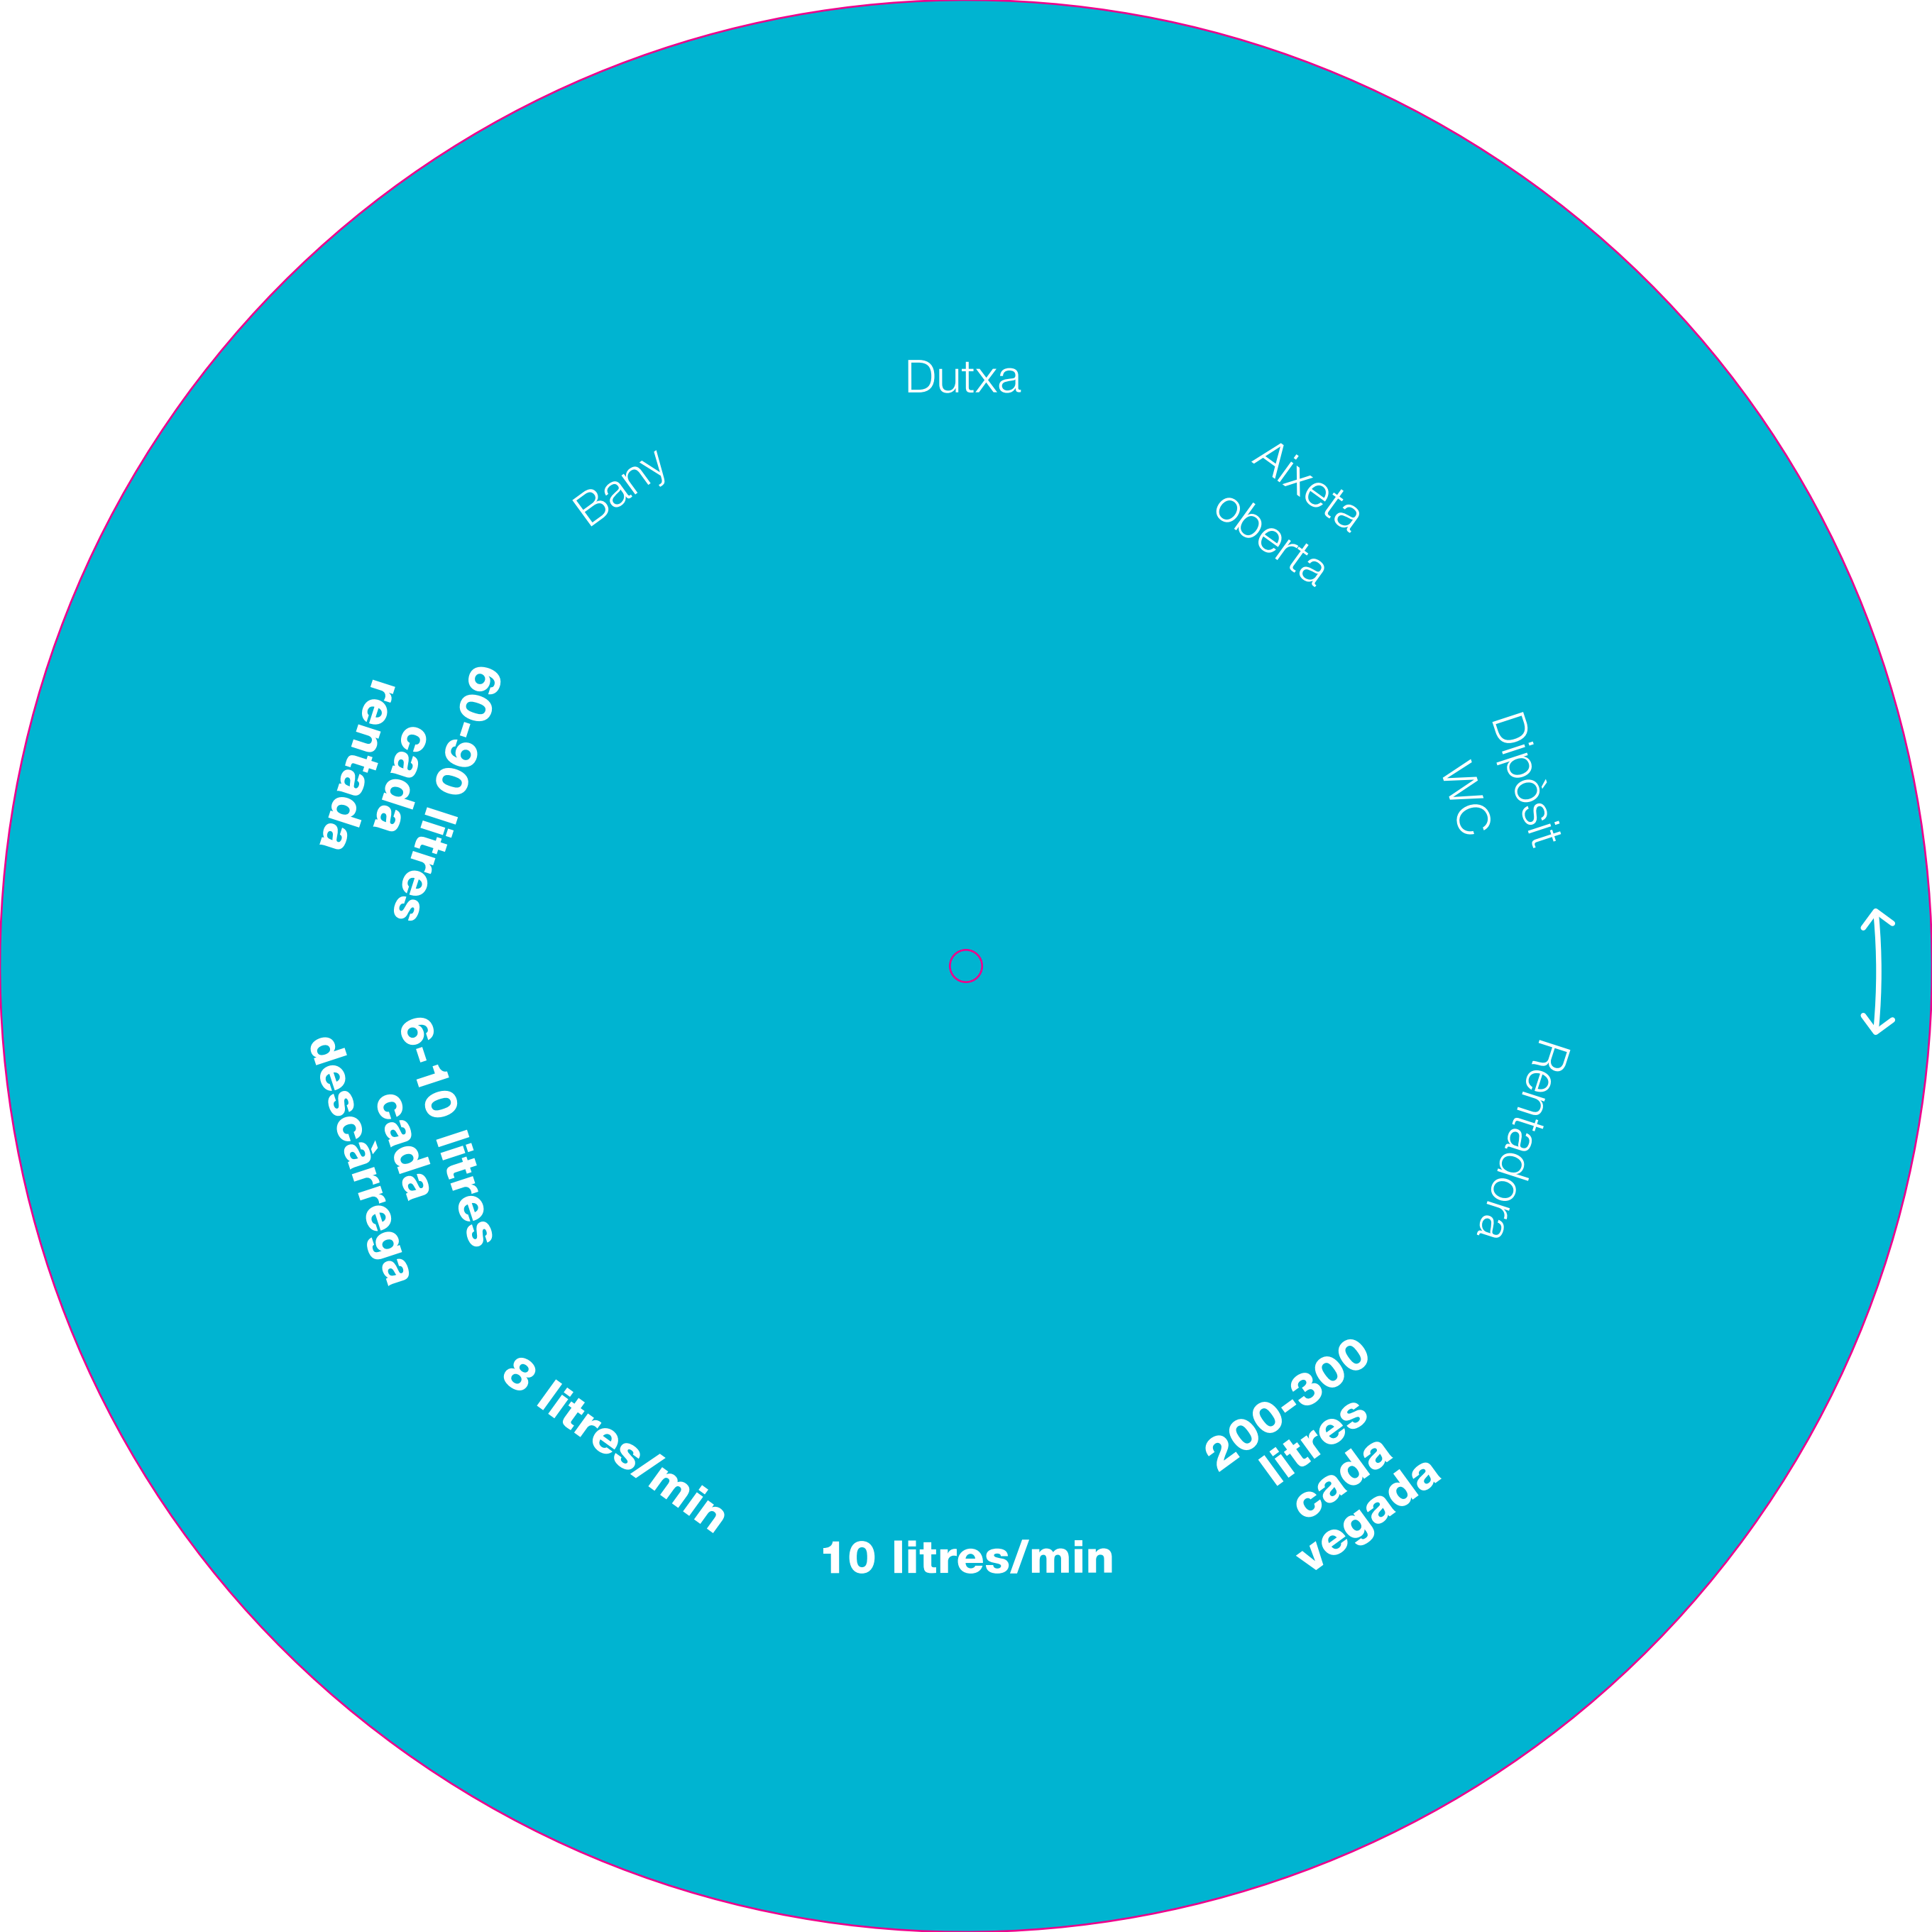 Dutxa
Aixeta
oberta
Dipòsit
WC
Rentadora
200-300
litres
cada
vegada
10 litres/min
8 litres/min
6-10 litres
cada
descàrrega
60-90 litres
cada
rentada
Bany